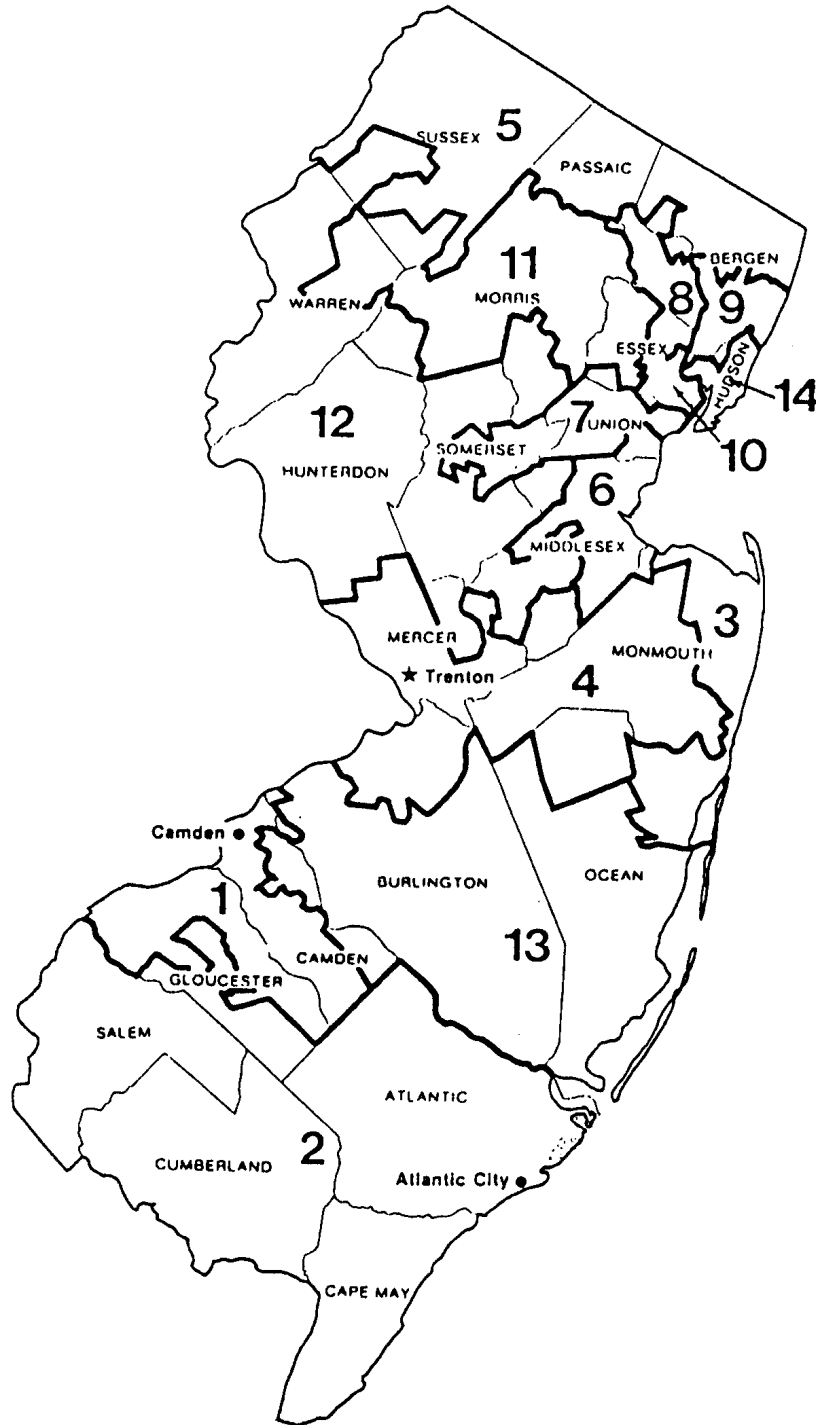 5
SUSSEX
PASSAIC
11
BERGEN
8
9
WARREN
MORRIS
ESSEX
HUDSON
14
12
7
UNION
10
SOMERSET
HUNTERDON
6
MIDDLESEX
3
MERCER
MONMOUTH
★ Trenton
4
Camden ●
BURLINGTON
OCEAN
1
13
CAMDEN
GLOUCESTER
SALEM
ATLANTIC
2
CUMBERLAND
Atlantic City ●
CAPE MAY